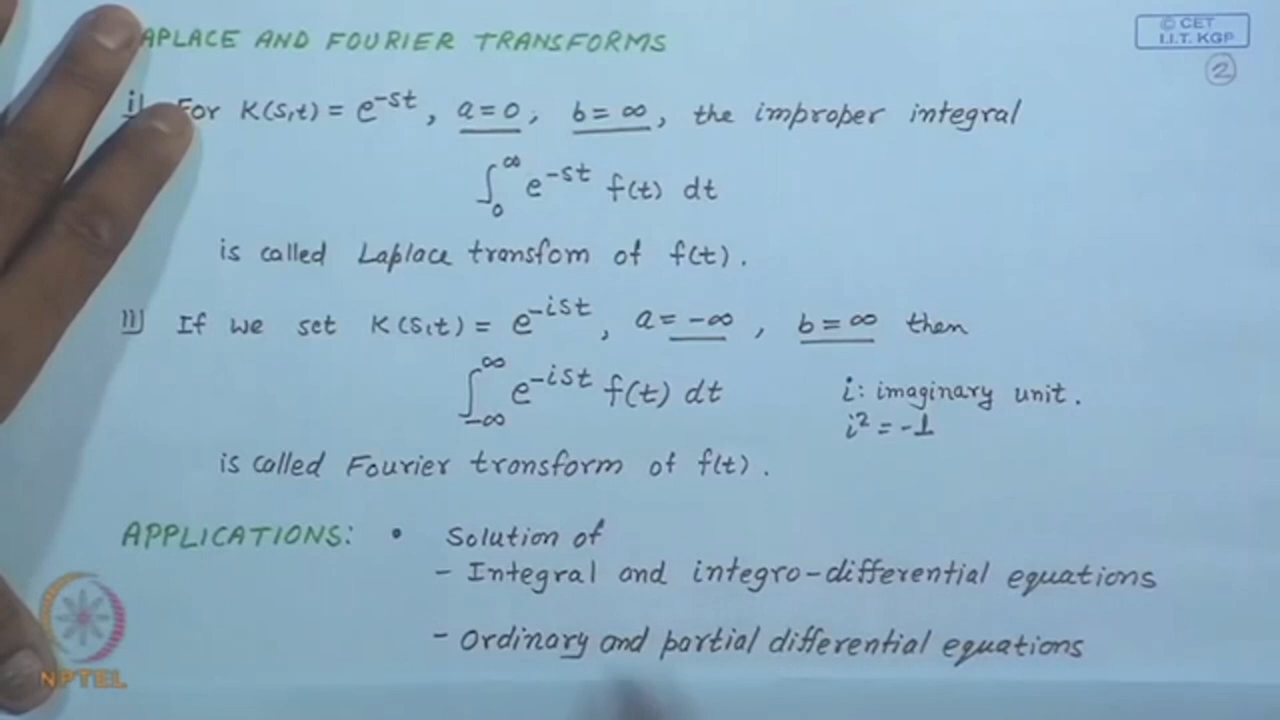 APLACE AND FOURIER TRANSFORMS
© CET
I.I.T. KGP
2
i) For K(s,t) = e^{-st}, a=0, b=∞, the improper integral
∫_0^∞ e^{-st} f(t) dt
is called Laplace transfom of f(t).
ii) If we set K(s,t) = e^{-ist}, a=-∞, b=∞ then
∫_{-∞}^∞ e^{-ist} f(t) dt
i: imaginary unit.
i² = -1
is called Fourier transform of f(t).
APPLICATIONS: • Solution of
- Integral and integro-differential equations
- Ordinary and partial differential equations
NPTEL